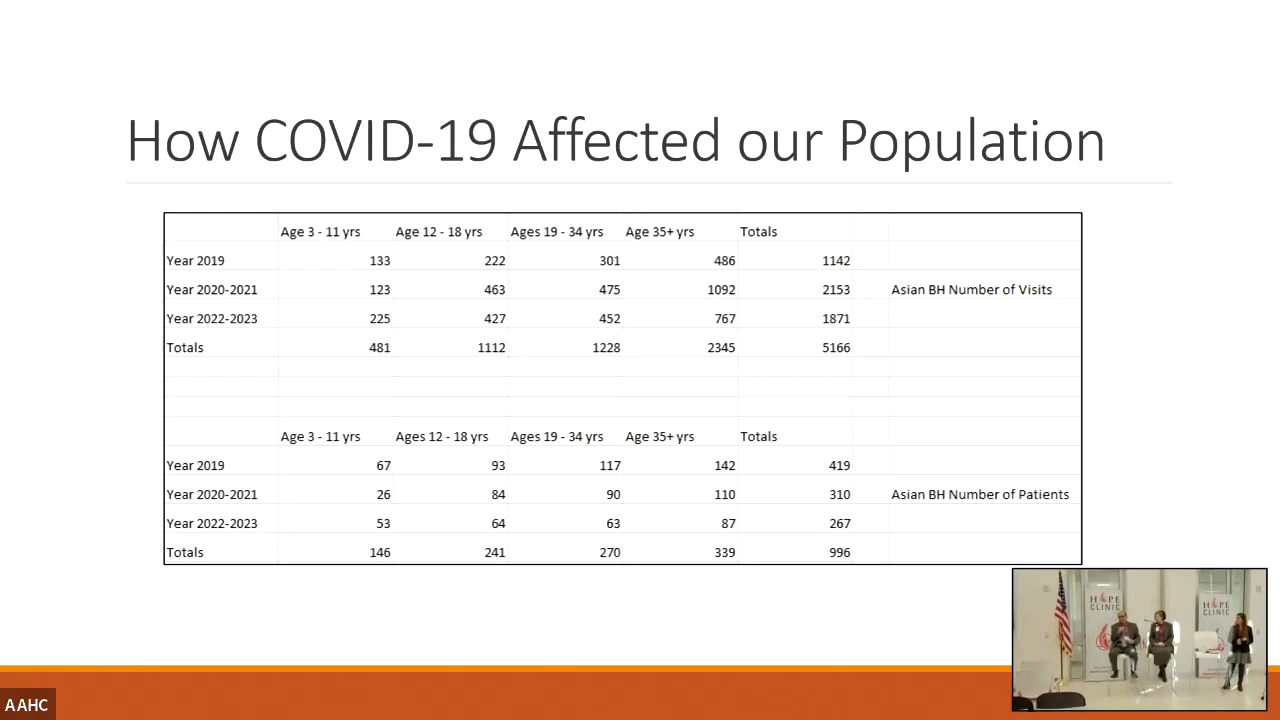 How COVID-19 Affected our Population
Age 3 - 11 yrs Age 12 - 18 yrs Ages 19 - 34 yrs Age 35+ yrs Totals
Year 2019 133 222 301 486 1142
Year 2020-2021 123 463 475 1092 2153 Asian BH Number of Visits
Year 2022-2023 225 427 452 767 1871
Totals 481 1112 1228 2345 5166
Age 3 - 11 yrs Ages 12 - 18 yrs Ages 19 - 34 yrs Age 35+ yrs Totals
Year 2019 67 93 117 142 419
Year 2020-2021 26 84 90 110 310 Asian BH Number of Patients
Year 2022-2023 53 64 63 87 267
Totals 146 241 270 339 996
HOPE
CLINIC
HOPE
CLINIC
AAHC